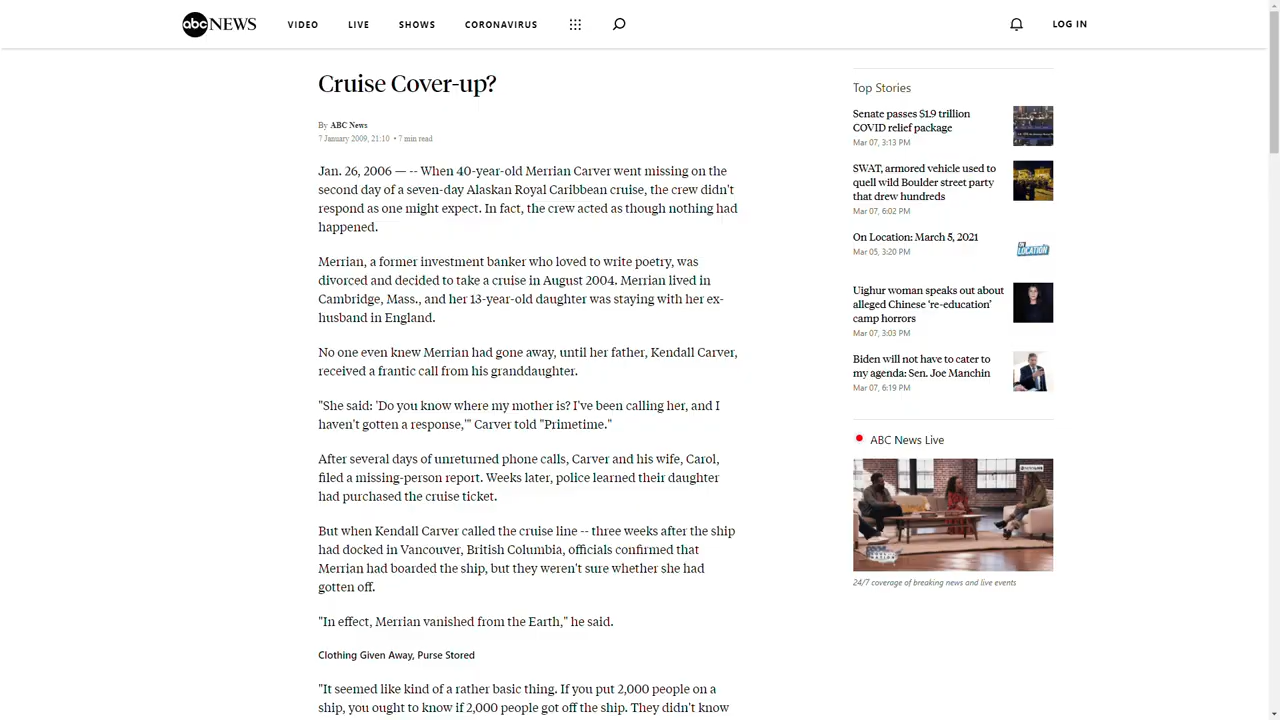 abc NEWS VIDEO LIVE SHOWS CORONAVIRUS LOG IN
Cruise Cover-up?
By ABC News
7 January 2009, 21:10 • 7 min read
Jan. 26, 2006 — -- When 40-year-old Merrian Carver went missing on the
second day of a seven-day Alaskan Royal Caribbean cruise, the crew didn't
respond as one might expect. In fact, the crew acted as though nothing had
happened.
Merrian, a former investment banker who loved to write poetry, was
divorced and decided to take a cruise in August 2004. Merrian lived in
Cambridge, Mass., and her 13-year-old daughter was staying with her ex-
husband in England.
No one even knew Merrian had gone away, until her father, Kendall Carver,
received a frantic call from his granddaughter.
"She said: 'Do you know where my mother is? I've been calling her, and I
haven't gotten a response,'" Carver told "Primetime."
After several days of unreturned phone calls, Carver and his wife, Carol,
filed a missing-person report. Weeks later, police learned their daughter
had purchased the cruise ticket.
But when Kendall Carver called the cruise line -- three weeks after the ship
had docked in Vancouver, British Columbia, officials confirmed that
Merrian had boarded the ship, but they weren't sure whether she had
gotten off.
"In effect, Merrian vanished from the Earth," he said.
Clothing Given Away, Purse Stored
"It seemed like kind of a rather basic thing. If you put 2,000 people on a
ship, you ought to know if 2,000 people got off the ship. They didn't know
Top Stories
Senate passes $1.9 trillion
COVID relief package
Mar 07, 3:13 PM
SWAT, armored vehicle used to
quell wild Boulder street party
that drew hundreds
Mar 07, 6:02 PM
On Location: March 5, 2021
Mar 05, 3:20 PM
LOCATION
Uighur woman speaks out about
alleged Chinese 're-education'
camp horrors
Mar 07, 3:03 PM
Biden will not have to cater to
my agenda: Sen. Joe Manchin
Mar 07, 6:19 PM
ABC News Live
24/7 coverage of breaking news and live events